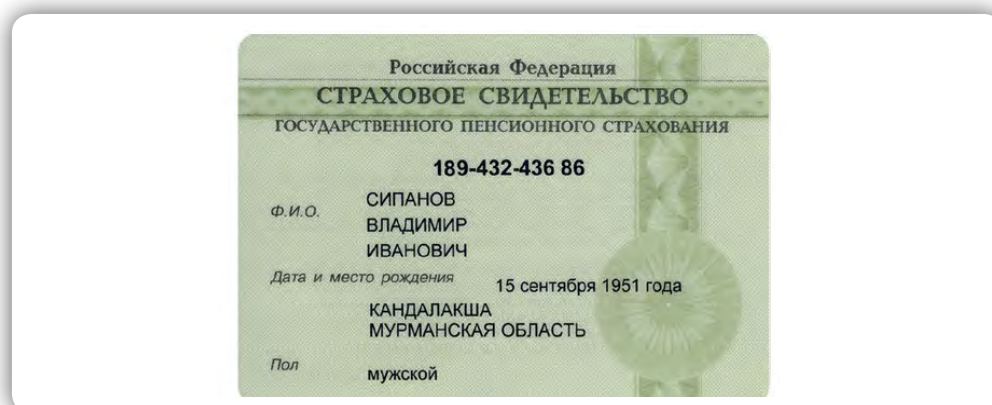 Российская Федерация
СТРАХОВОЕ СВИДЕТЕЛЬСТВО
ГОСУДАРСТВЕННОГО ПЕНСИОННОГО СТРАХОВАНИЯ
189-432-436 86
Ф.И.О. СИПАНОВ
ВЛАДИМИР
ИВАНОВИЧ
Дата и место рождения 15 сентября 1951 года
КАНДАЛАКША
МУРМАНСКАЯ ОБЛАСТЬ
Пол мужской